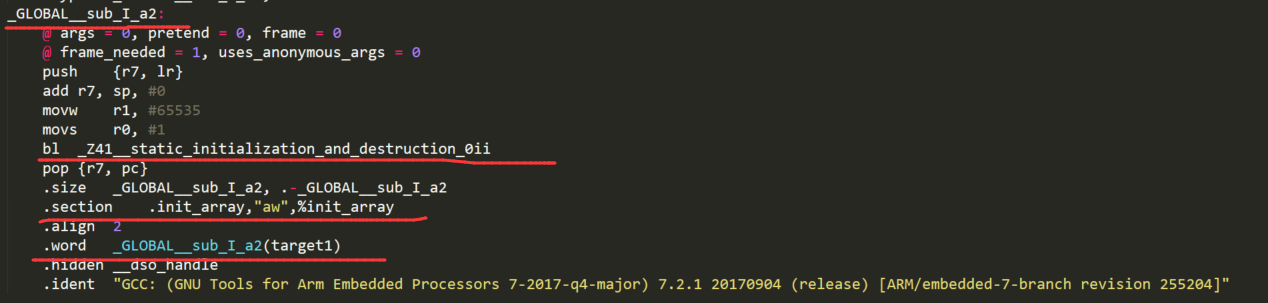 _GLOBAL__sub_I_a2:
@ args = 0, pretend = 0, frame = 0
@ frame_needed = 1, uses_anonymous_args = 0
push {r7, lr}
add r7, sp, #0
movw r1, #65535
movs r0, #1
bl _Z41__static_initialization_and_destruction_0ii
pop {r7, pc}
.size _GLOBAL__sub_I_a2, .-_GLOBAL__sub_I_a2
.section .init_array,"aw",%init_array
.align 2
.word _GLOBAL__sub_I_a2(target1)
.hidden __dso_handle
.ident "GCC: (GNU Tools for Arm Embedded Processors 7-2017-q4-major) 7.2.1 20170904 (release) [ARM/embedded-7-branch revision 255204]"